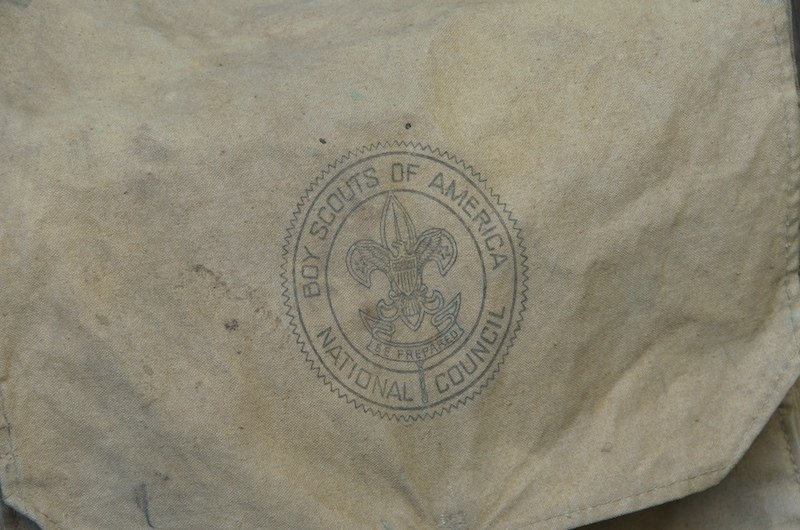 BOY SCOUTS OF AMERICA
BE PREPARED
NATIONAL COUNCIL